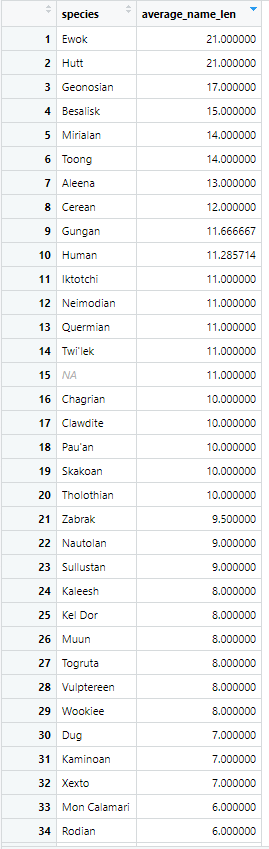 species average_name_len
1 Ewok 21.000000
2 Hutt 21.000000
3 Geonosian 17.000000
4 Besalisk 15.000000
5 Mirialan 14.000000
6 Toong 14.000000
7 Aleena 13.000000
8 Cerean 12.000000
9 Gungan 11.666667
10 Human 11.285714
11 Iktotchi 11.000000
12 Neimodian 11.000000
13 Quermian 11.000000
14 Twi'lek 11.000000
15 NA 11.000000
16 Chagrian 10.000000
17 Clawdite 10.000000
18 Pau'an 10.000000
19 Skakoan 10.000000
20 Tholothian 10.000000
21 Zabrak 9.500000
22 Nautolan 9.000000
23 Sullustan 9.000000
24 Kaleesh 8.000000
25 Kel Dor 8.000000
26 Muun 8.000000
27 Togruta 8.000000
28 Vulptereen 8.000000
29 Wookiee 8.000000
30 Dug 7.000000
31 Kaminoan 7.000000
32 Xexto 7.000000
33 Mon Calamari 6.000000
34 Rodian 6.000000